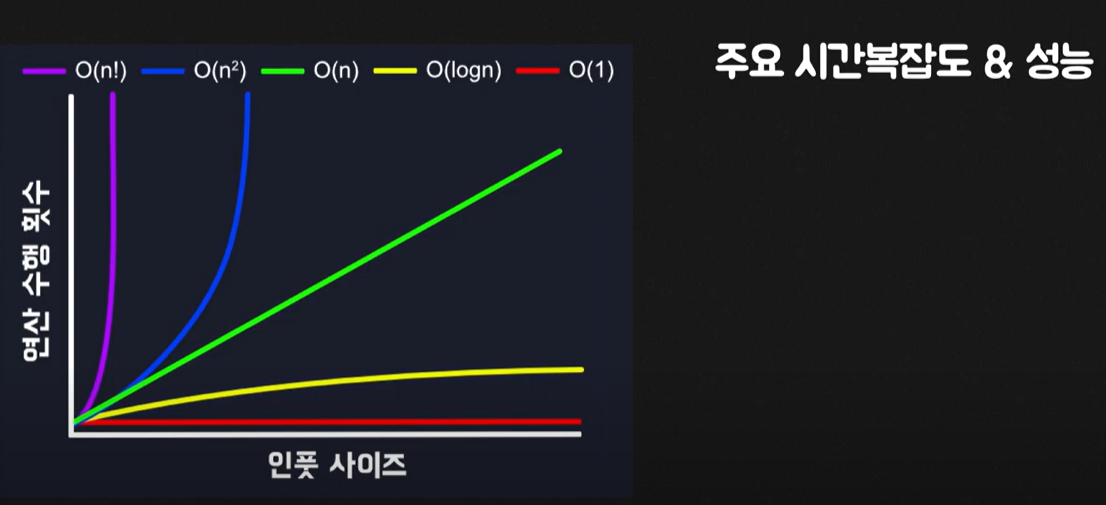 주요 시간복잡도 & 성능
O(n!) O(n²) O(n) O(logn) O(1)
연산 수행 횟수
인풋 사이즈